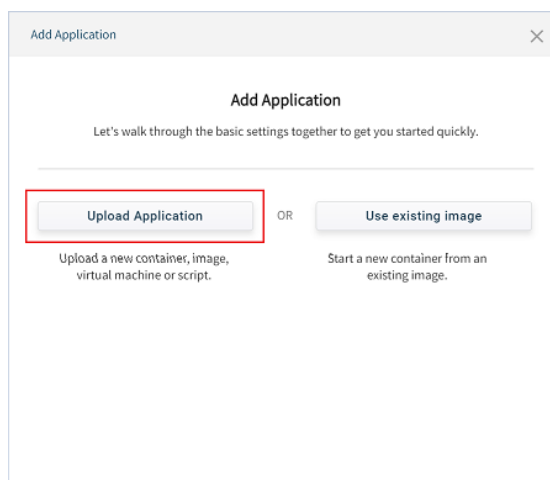 Add Application
Add Application
Let's walk through the basic settings together to get you started quickly.
Upload Application OR Use existing image
Upload a new container, image,
virtual machine or script.
Start a new container from an
existing image.